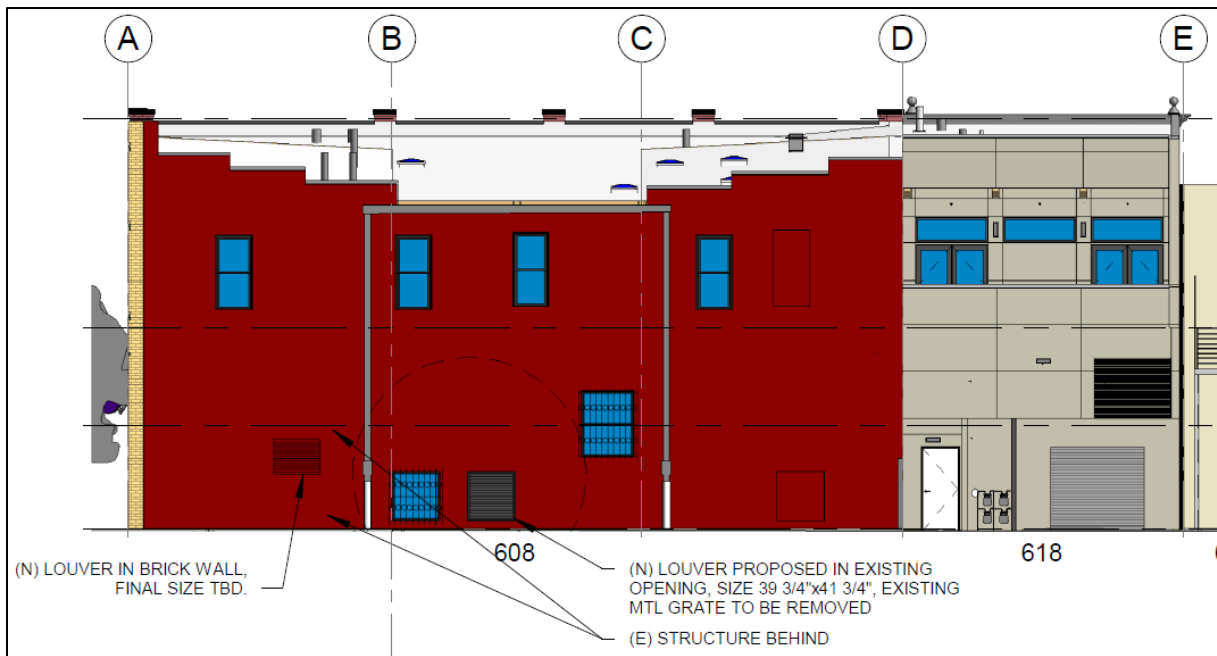 A
B
C
D
E
608
618
(N) LOUVER IN BRICK WALL,
FINAL SIZE TBD.
(N) LOUVER PROPOSED IN EXISTING
OPENING, SIZE 39 3/4"x41 3/4", EXISTING
MTL GRATE TO BE REMOVED
(E) STRUCTURE BEHIND